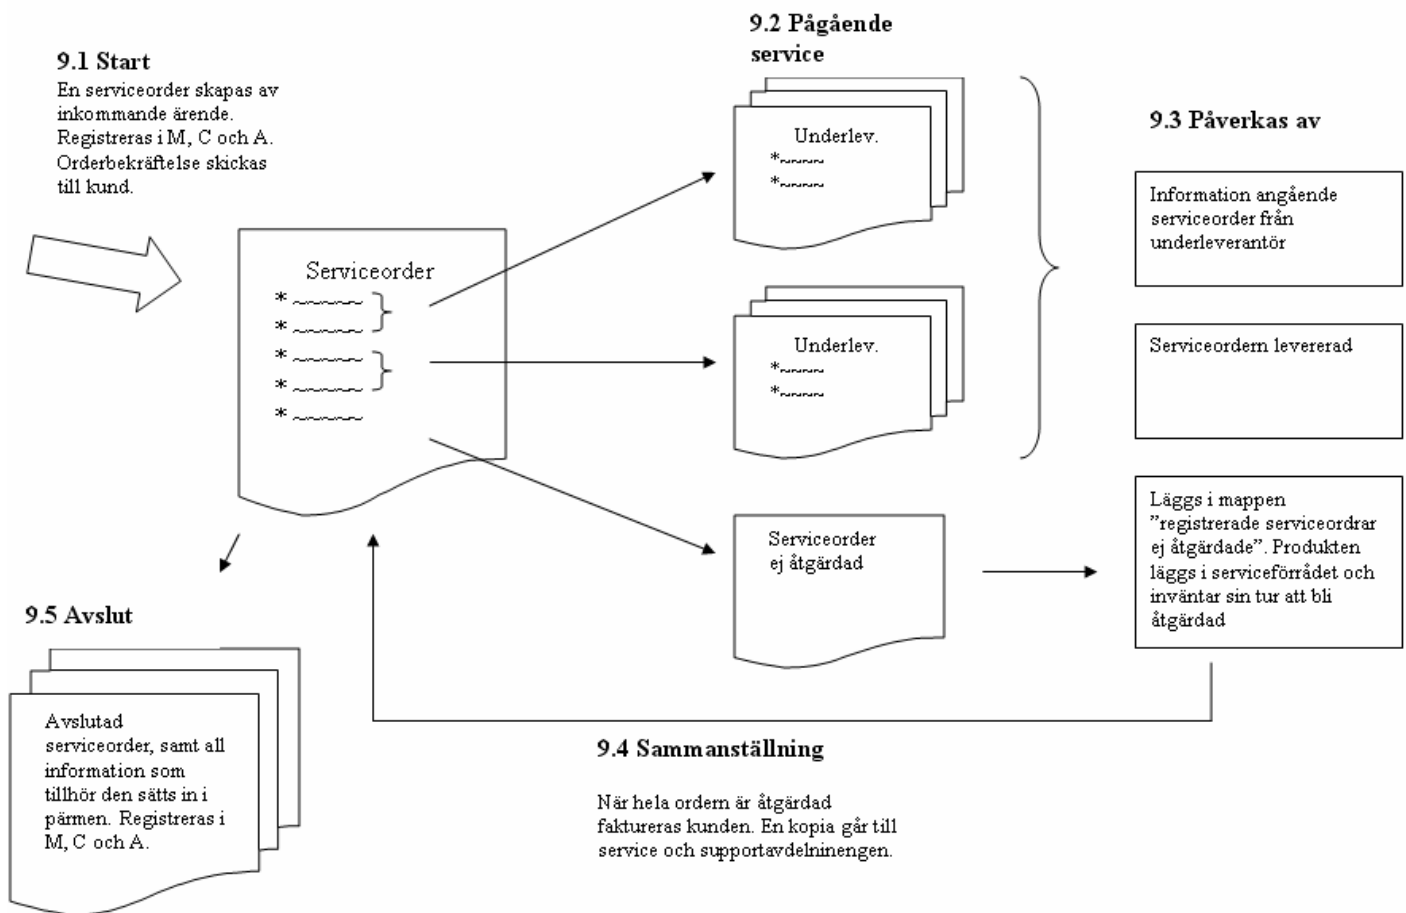 9.1 Start
En serviceorder skapas av
inkommande ärende.
Registreras i M, C och A.
Orderbekräftelse skickas
till kund.
Serviceorder
* ~~~~~
* ~~~~~
* ~~~~~
* ~~~~~
* ~~~~~
9.2 Pågående
service
Underlev.
*~~~~
*~~~~
Underlev.
*~~~~
*~~~~
Serviceorder
ej åtgärdad
9.3 Påverkas av
Information angående
serviceorder från
underleverantör
Serviceordern levererad
Läggs i mappen
”registrerade serviceordrar
ej åtgärdade”. Produkten
läggs i serviceförrådet och
inväntar sin tur att bli
åtgärdad
9.4 Sammanställning
När hela ordern är åtgärdad
faktureras kunden. En kopia går till
service och supportavdelninengen.
9.5 Avslut
Avslutad
serviceorder, samt all
information som
tillhör den sätts in i
pärmen. Registreras i
M, C och A.